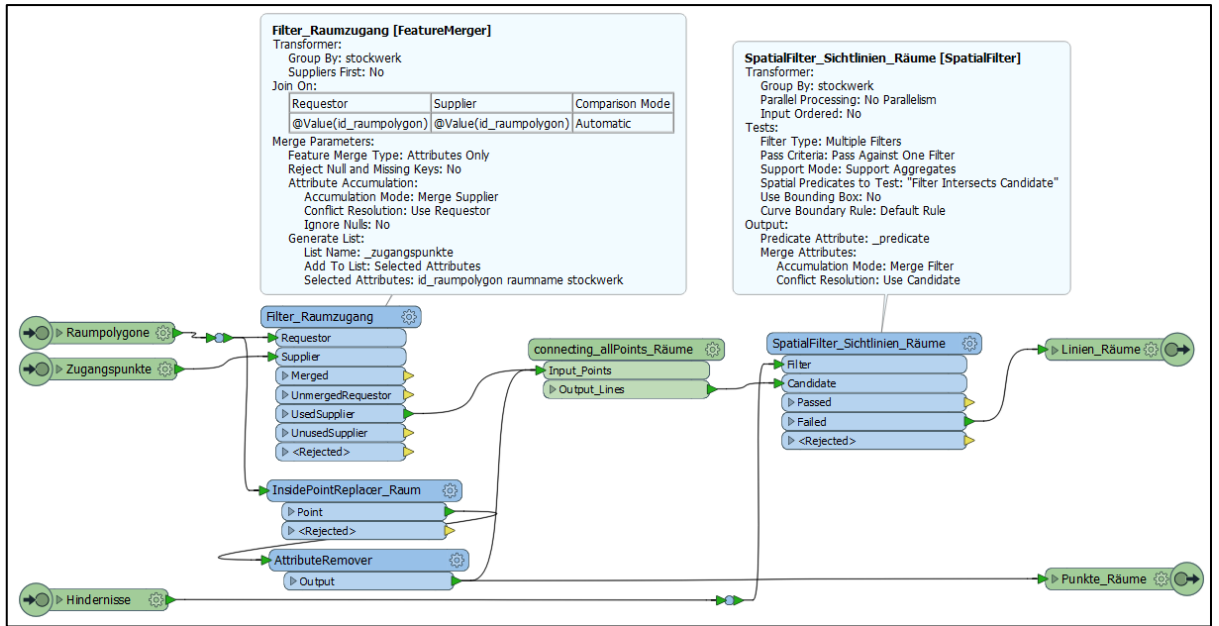 Filter_Raumzugang [FeatureMerger]
Transformer:
Group By: stockwerk
Suppliers First: No
Join On:
Requestor Supplier Comparison Mode
@Value(id_raumpolygon) @Value(id_raumpolygon) Automatic
Merge Parameters:
Feature Merge Type: Attributes Only
Reject Null and Missing Keys: No
Attribute Accumulation:
Accumulation Mode: Merge Supplier
Conflict Resolution: Use Requestor
Ignore Nulls: No
Generate List:
List Name: _zugangspunkte
Add To List: Selected Attributes
Selected Attributes: id_raumpolygon raumname stockwerk
SpatialFilter_Sichtlinien_Räume [SpatialFilter]
Transformer:
Group By: stockwerk
Parallel Processing: No Parallelism
Input Ordered: No
Tests:
Filter Type: Multiple Filters
Pass Criteria: Pass Against One Filter
Support Mode: Support Aggregates
Spatial Predicates to Test: "Filter Intersects Candidate"
Use Bounding Box: No
Curve Boundary Rule: Default Rule
Output:
Predicate Attribute: _predicate
Merge Attributes:
Accumulation Mode: Merge Filter
Conflict Resolution: Use Candidate
Raumpolygone
Zugangspunkte
Filter_Raumzugang
Requestor
Supplier
Merged
UnmergedRequestor
UsedSupplier
UnusedSupplier
<Rejected>
connecting_allPoints_Räume
Input_Points
Output_Lines
SpatialFilter_Sichtlinien_Räume
Filter
Candidate
Passed
Failed
<Rejected>
Linien_Räume
InsidePointReplacer_Raum
Point
<Rejected>
AttributeRemover
Output
Punkte_Räume
Hindernisse